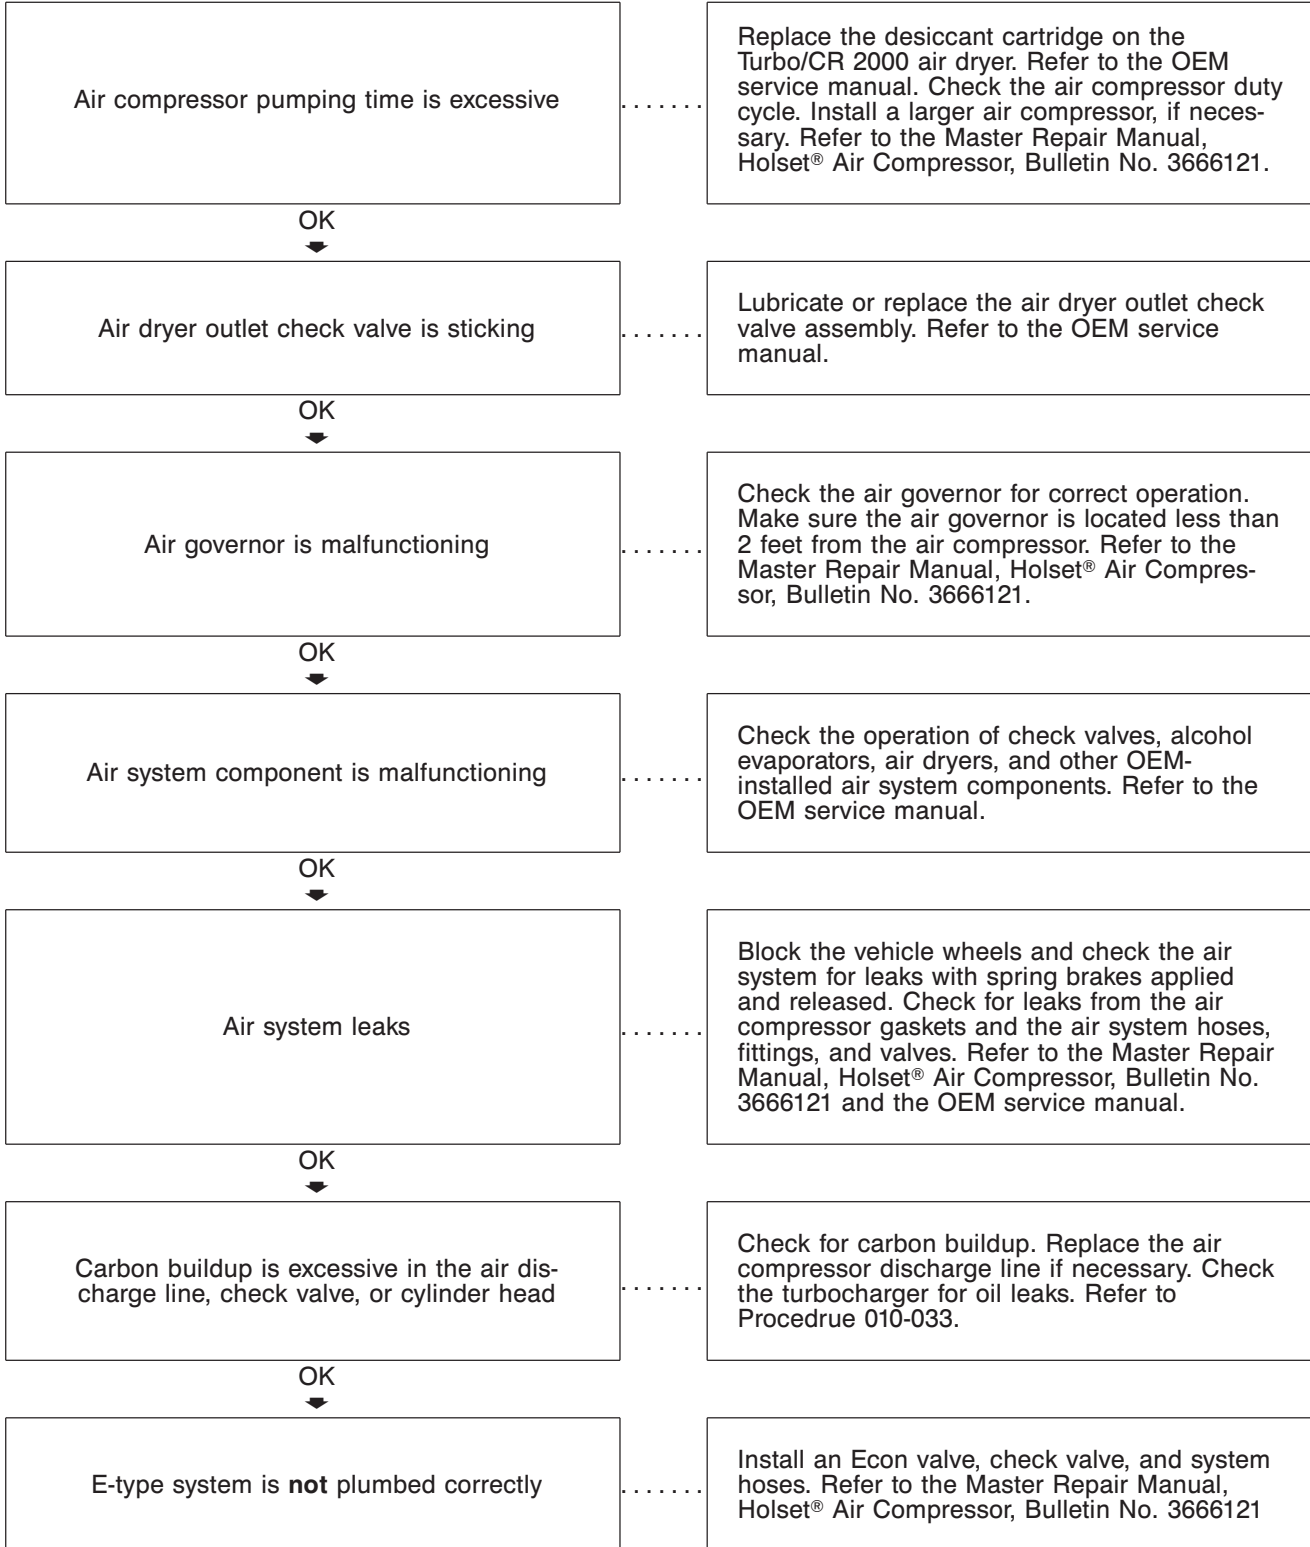 Air compressor pumping time is excessive
. . . . . . .
Replace the desiccant cartridge on the
Turbo/CR 2000 air dryer. Refer to the OEM
service manual. Check the air compressor duty
cycle. Install a larger air compressor, if neces-
sary. Refer to the Master Repair Manual,
Holset® Air Compressor, Bulletin No. 3666121.
OK
Air dryer outlet check valve is sticking
. . . . . . .
Lubricate or replace the air dryer outlet check
valve assembly. Refer to the OEM service
manual.
OK
Air governor is malfunctioning
. . . . . . .
Check the air governor for correct operation.
Make sure the air governor is located less than
2 feet from the air compressor. Refer to the
Master Repair Manual, Holset® Air Compres-
sor, Bulletin No. 3666121.
OK
Air system component is malfunctioning
. . . . . . .
Check the operation of check valves, alcohol
evaporators, air dryers, and other OEM-
installed air system components. Refer to the
OEM service manual.
OK
Air system leaks
. . . . . . .
Block the vehicle wheels and check the air
system for leaks with spring brakes applied
and released. Check for leaks from the air
compressor gaskets and the air system hoses,
fittings, and valves. Refer to the Master Repair
Manual, Holset® Air Compressor, Bulletin No.
3666121 and the OEM service manual.
OK
Carbon buildup is excessive in the air dis-
charge line, check valve, or cylinder head
. . . . . . .
Check for carbon buildup. Replace the air
compressor discharge line if necessary. Check
the turbocharger for oil leaks. Refer to
Procedrue 010-033.
OK
E-type system is not plumbed correctly
. . . . . . .
Install an Econ valve, check valve, and system
hoses. Refer to the Master Repair Manual,
Holset® Air Compressor, Bulletin No. 3666121